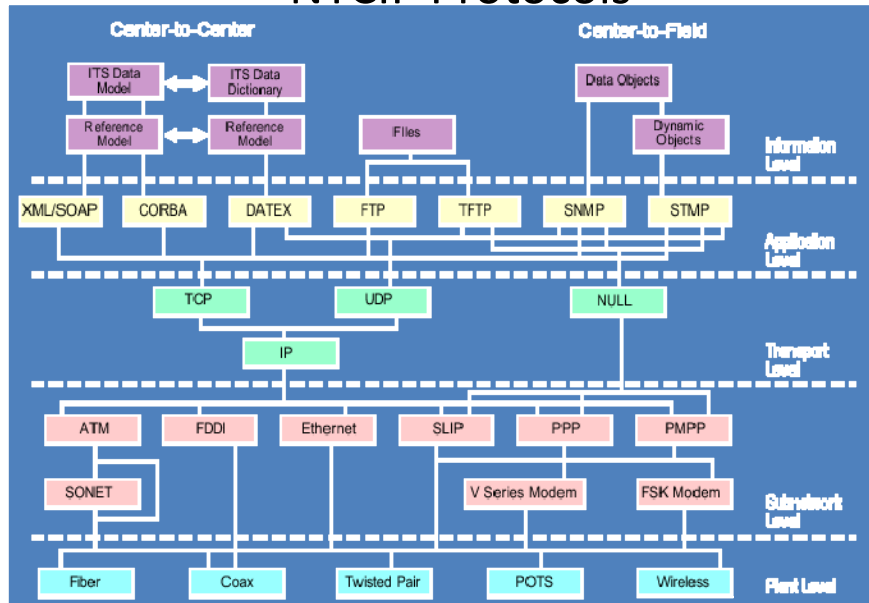 NTCIP Protocols
Center-to-Center
Center-to-Field
ITS Data
Model
ITS Data
Dictionary
Data Objects
Reference
Model
Reference
Model
Files
Dynamic
Objects
Information
Level
XML/SOAP
CORBA
DATEX
FTP
TFTP
SNMP
STMP
Application
Level
TCP
UDP
NULL
IP
Transport
Level
ATM
FDDI
Ethernet
SLIP
PPP
PMPP
SONET
V Series Modem
FSK Modem
Subnetwork
Level
Fiber
Coax
Twisted Pair
POTS
Wireless
Plant Level